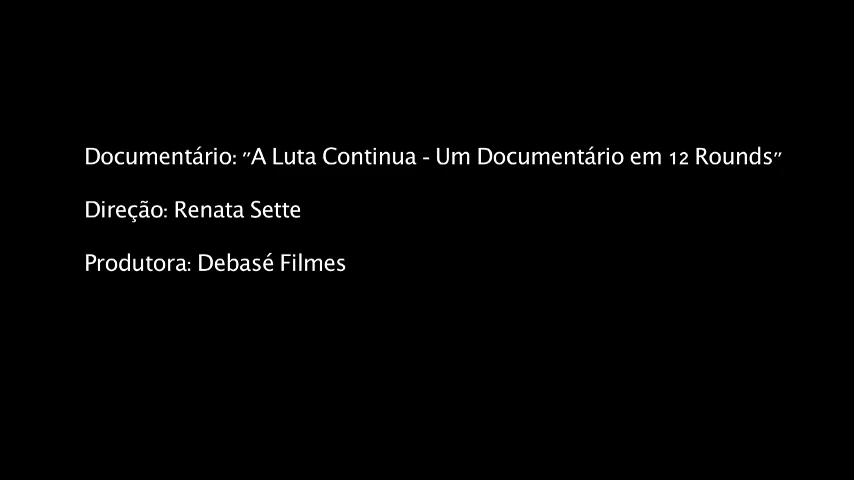 Documentário: "A Luta Continua - Um Documentário em 12 Rounds"
Direção: Renata Sette
Produtora: Debasé Filmes